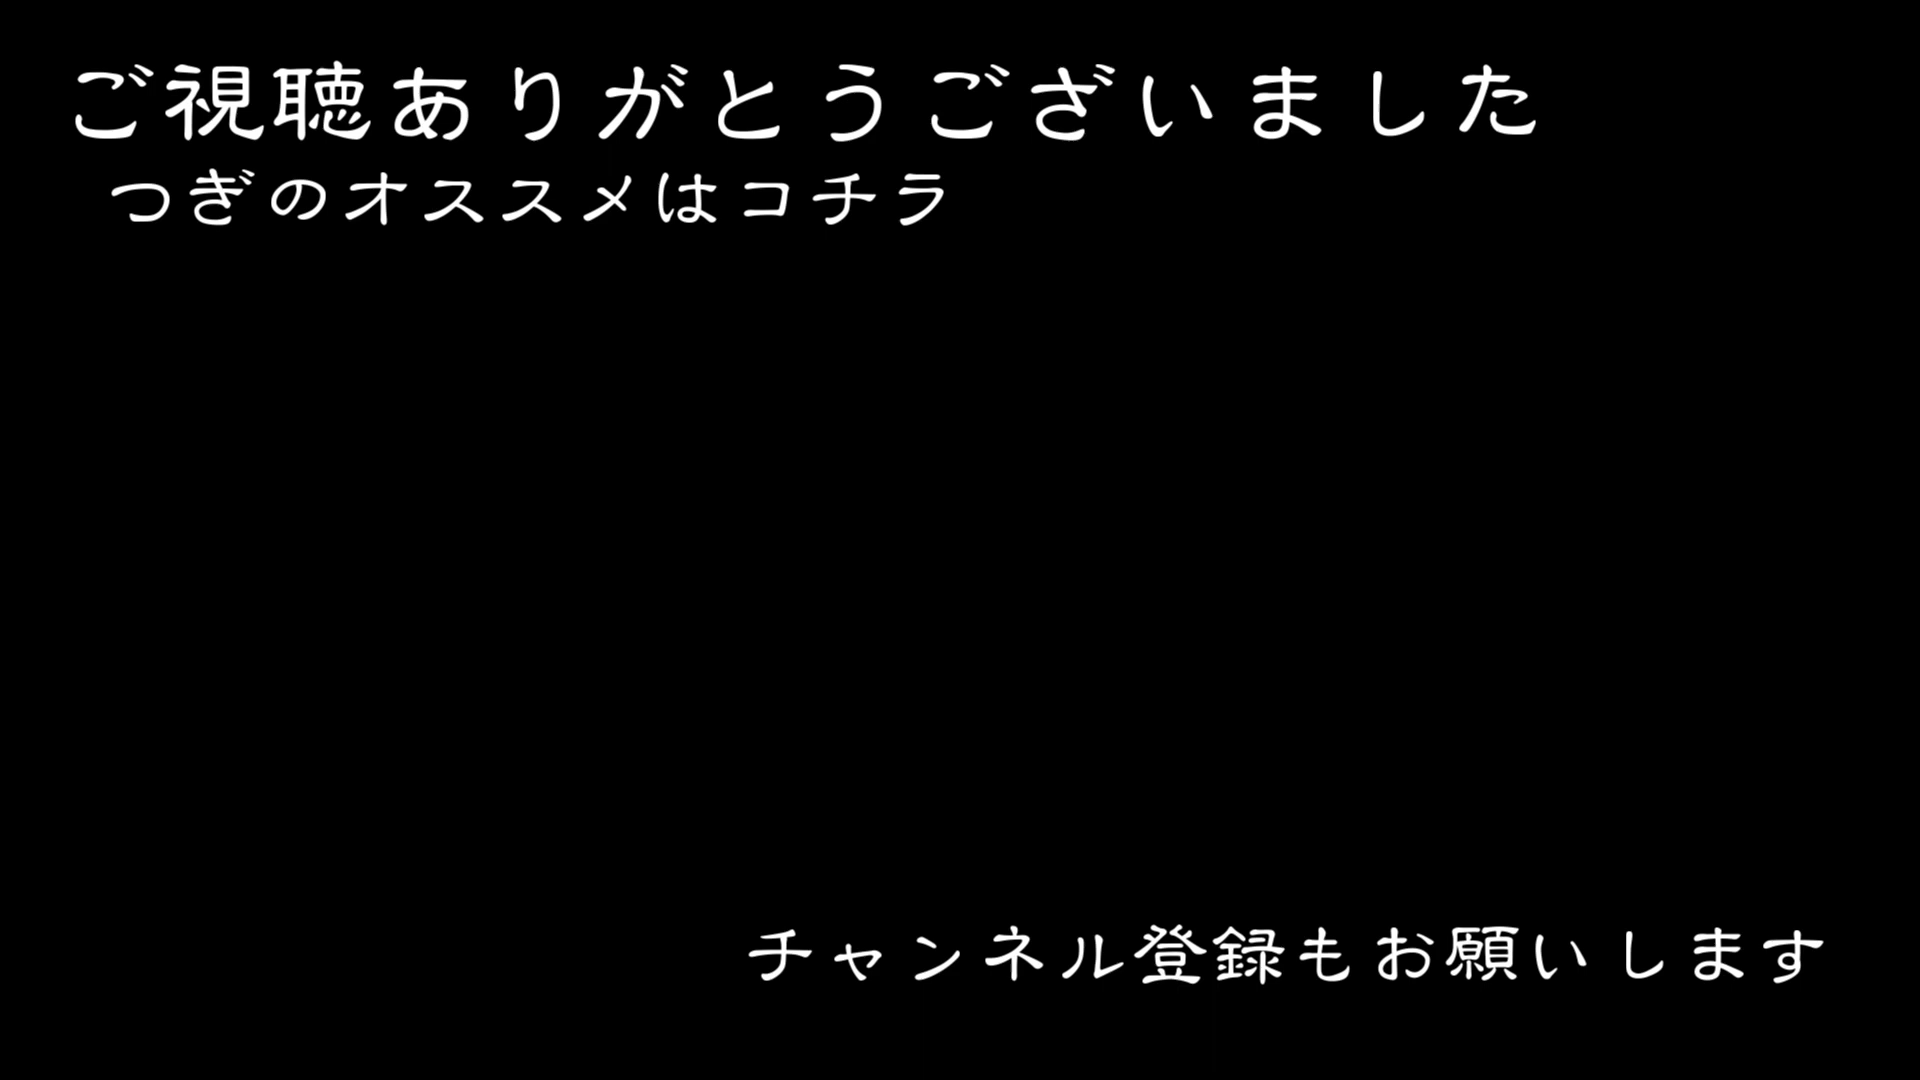 ご視聴ありがとうございました
つぎのオススメはコチラ
チャンネル登録もお願いします